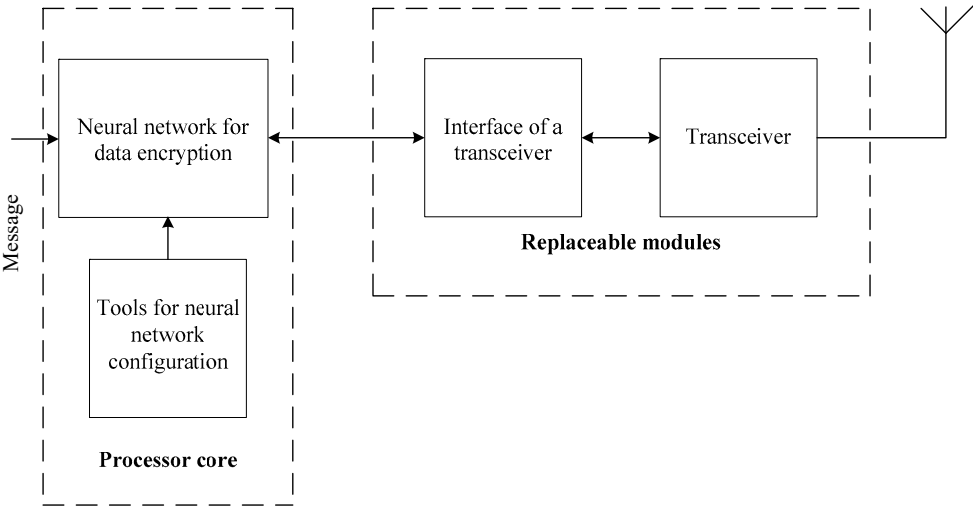 Message
Neural network for
data encryption
Tools for neural
network
configuration
Processor core
Interface of a
transceiver
Transceiver
Replaceable modules